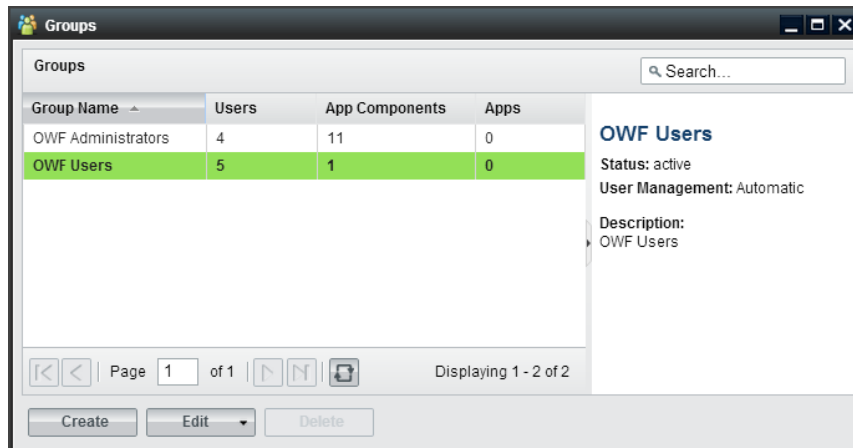 Groups
Groups
Search...
Group Name Users App Components Apps
OWF Administrators 4 11 0
OWF Users 5 1 0
OWF Users
Status: active
User Management: Automatic
Description:
OWF Users
Page 1 of 1 Displaying 1 - 2 of 2
Create Edit Delete